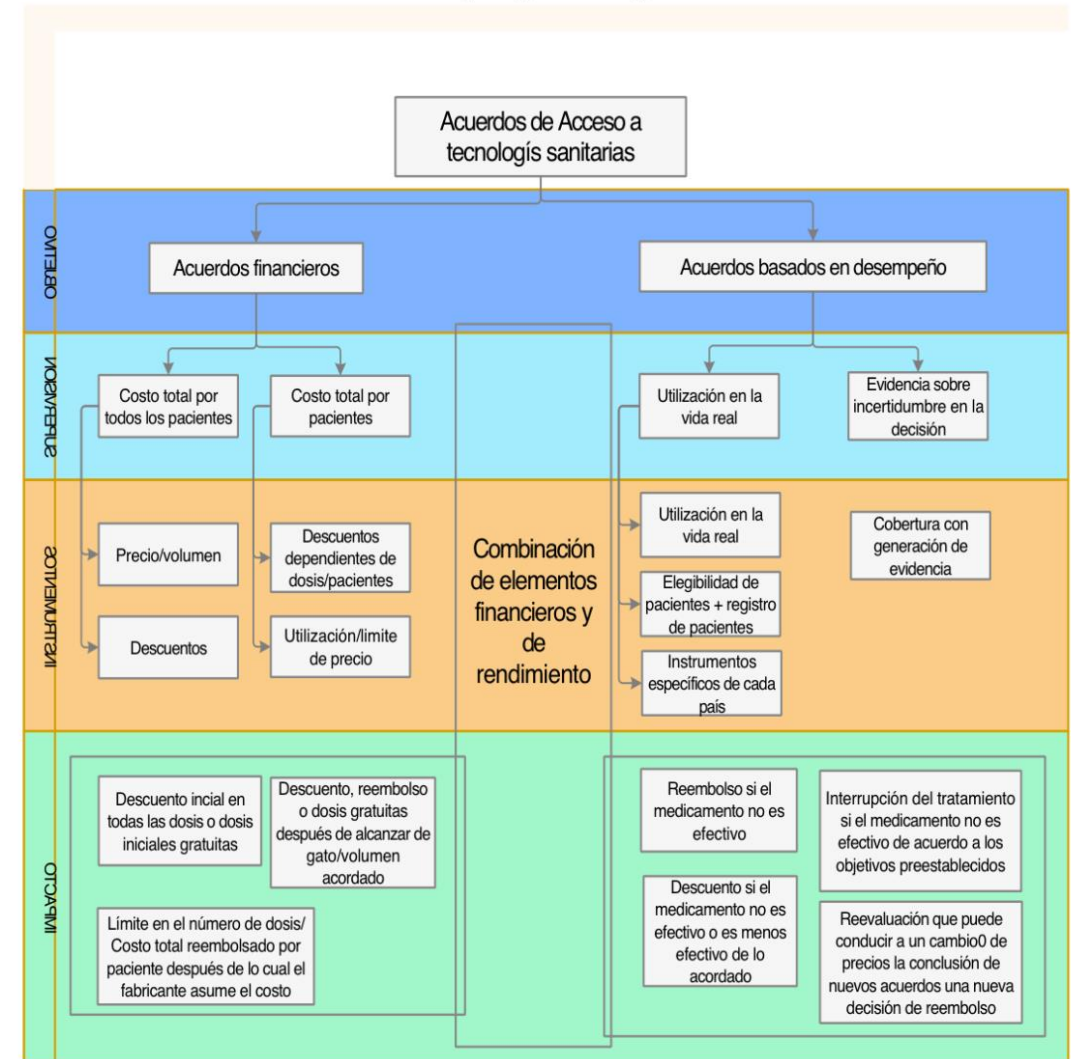 Acuerdos de Acceso a
tecnologís sanitarias
OBJETIVO
Acuerdos financieros
Acuerdos basados en desempeño
SUPERVISIÓN
Costo total por
todos los pacientes
Costo total por
pacientes
Utilización en la
vida real
Evidencia sobre
incertidumbre en la
decisión
INSTRUMENTOS
Precio/volumen
Descuentos
Descuentos
dependientes de
dosis/pacientes
Utilización/limite
de precio
Combinación
de elementos
financieros y
de
rendimiento
Utilización en la
vida real
Elegibilidad de
pacientes + registro
de pacientes
Instrumentos
específicos de cada
país
Cobertura con
generación de
evidencia
IMPACTO
Descuento incial en
todas las dosis o dosis
iniciales gratuitas
Descuento, reembolso
o dosis gratuitas
después de alcanzar de
gato/volumen
acordado
Límite en el número de dosis/
Costo total reembolsado por
paciente después de lo cual el
fabricante asume el costo
Reembolso si el
medicamento no es
efectivo
Descuento si el
medicamento no es
efectivo o es menos
efectivo de lo
acordado
Interrupción del tratamiento
si el medicamento no es
efectivo de acuerdo a los
objetivos preestablecidos
Reevaluación que puede
conducir a un cambio0 de
precios la conclusión de
nuevos acuerdos una nueva
decisión de reembolso